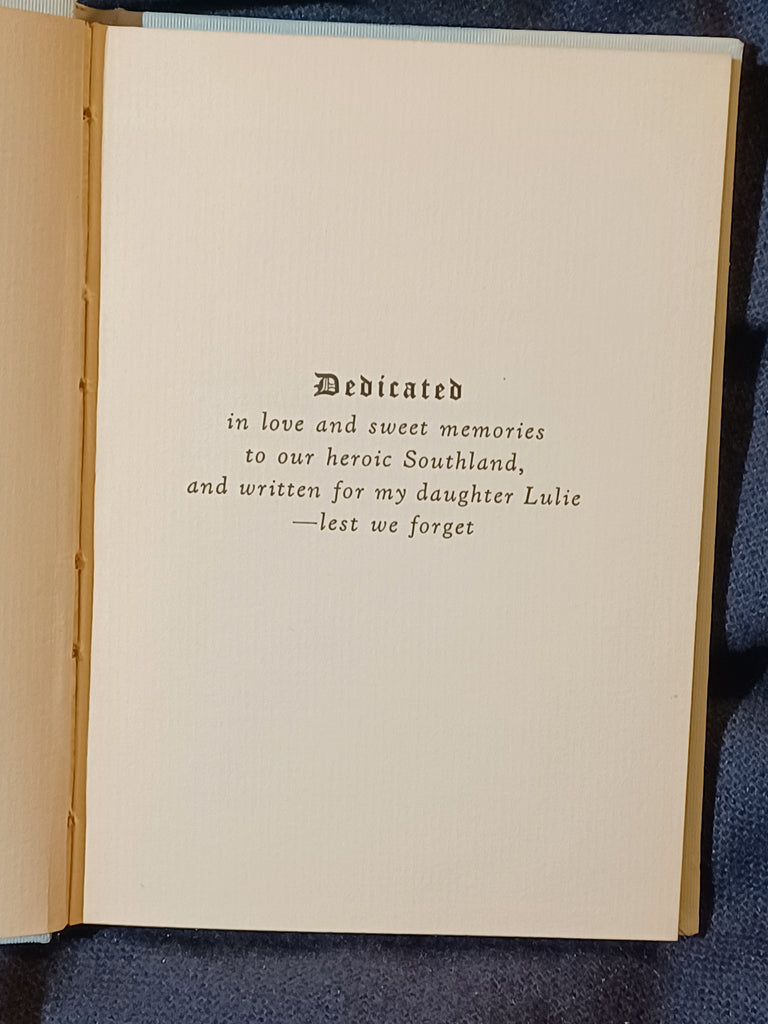 Dedicated
in love and sweet memories
to our heroic Southland,
and written for my daughter Lulie
—lest we forget